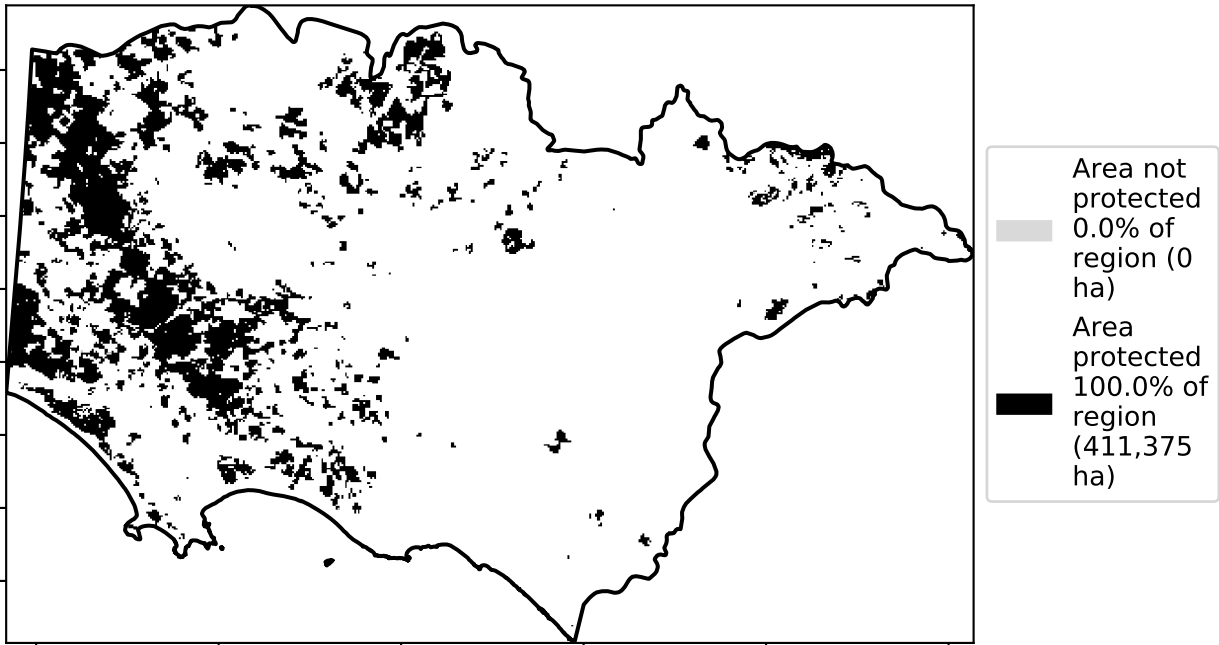 Area not
protected
0.0% of
region (0
ha)
Area
protected
100.0% of
region
(411,375
ha)